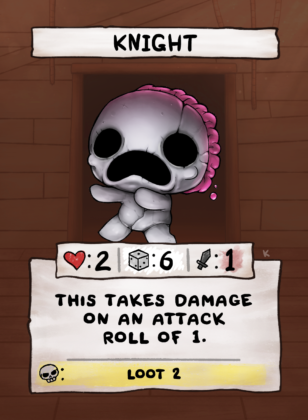 KNIGHT
:2 :6 :1
THIS TAKES DAMAGE
ON AN ATTACK
ROLL OF 1.
: LOOT 2